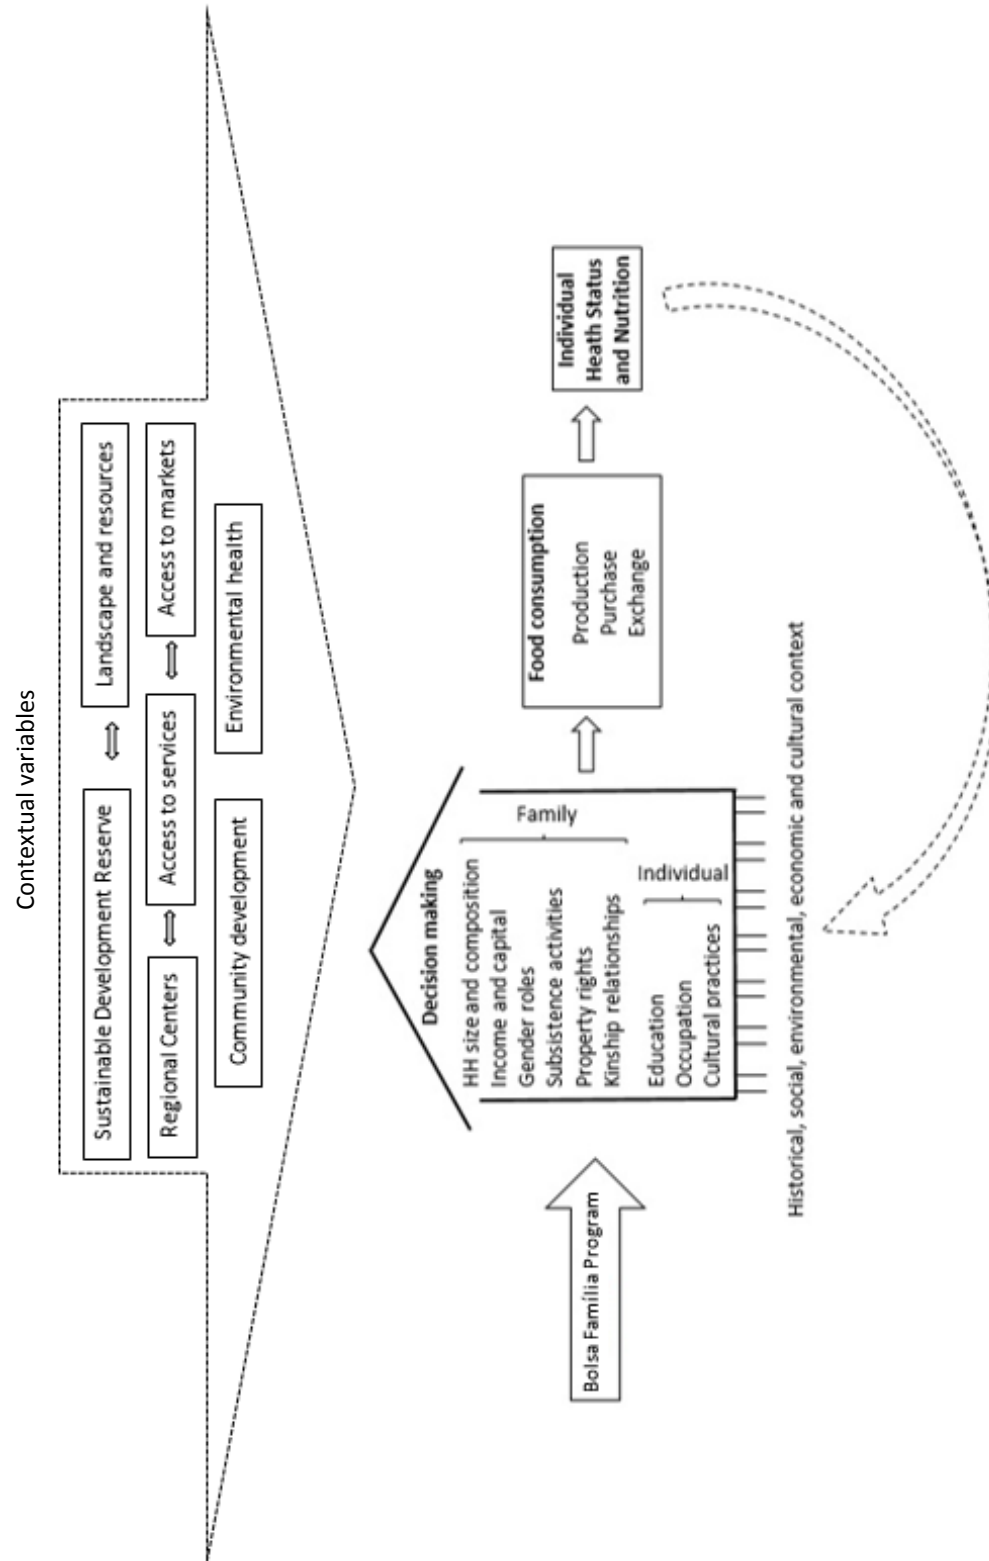 Contextual variables
Sustainable Development Reserve
Landscape and resources
Regional Centers
Access to services
Access to markets
Community development
Environmental health
Bolsa Família Program
Decision making
HH size and composition
Income and capital
Gender roles
Subsistence activities
Property rights
Kinship relationships
Family
Education
Occupation
Cultural practices
Individual
Food consumption
Production
Purchase
Exchange
Individual
Heath Status
and Nutrition
Historical, social, environmental, economic and cultural context